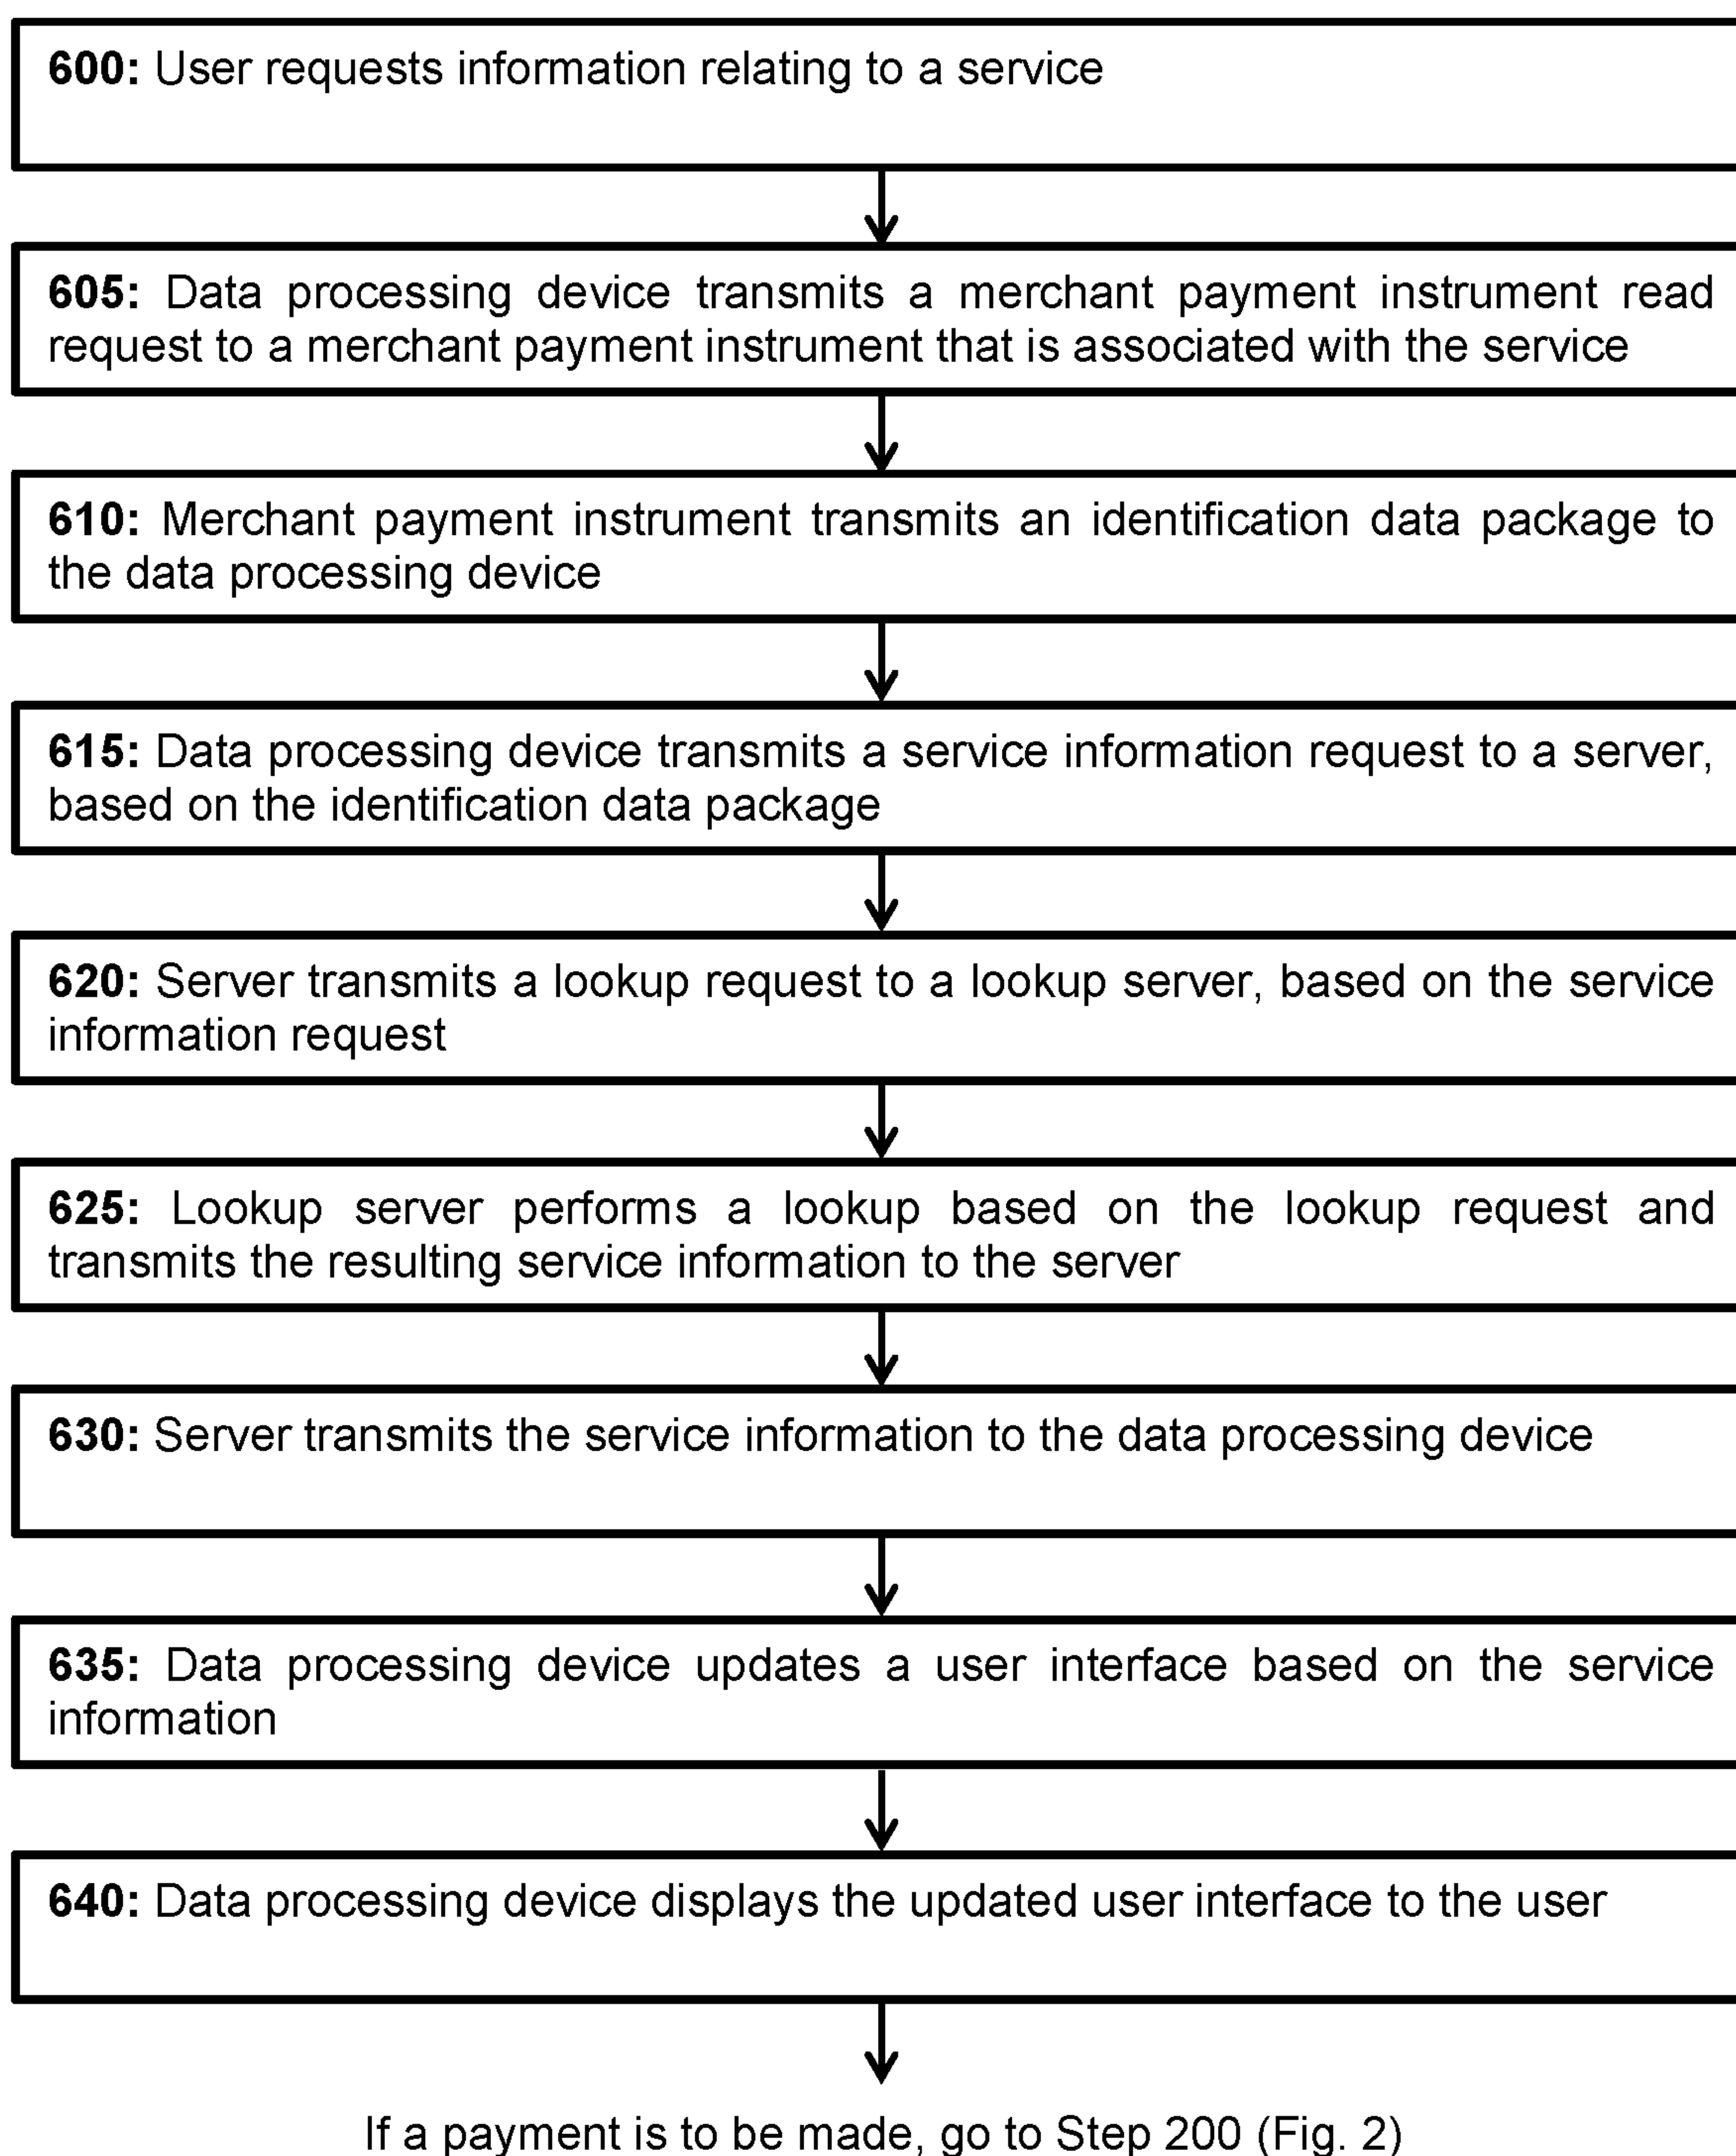 600: User requests information relating to a service
605: Data processing device transmits a merchant payment instrument read
request to a merchant payment instrument that is associated with the service
610: Merchant payment instrument transmits an identification data package to
the data processing device
615: Data processing device transmits a service information request to a server,
based on the identification data package
620: Server transmits a lookup request to a lookup server, based on the service
information request
625: Lookup server performs a lookup based on the lookup request and
transmits the resulting service information to the server
630: Server transmits the service information to the data processing device
635: Data processing device updates a user interface based on the service
information
640: Data processing device displays the updated user interface to the user
If a payment is to be made, go to Step 200 (Fig. 2)